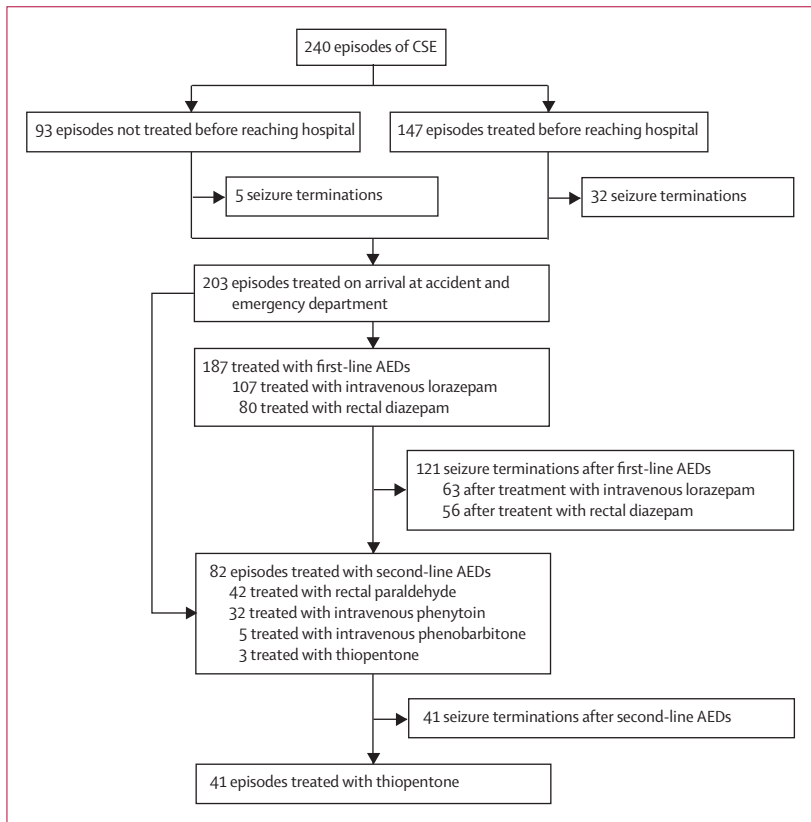 240 episodes of CSE
93 episodes not treated before reaching hospital
147 episodes treated before reaching hospital
5 seizure terminations
32 seizure terminations
203 episodes treated on arrival at accident and
emergency department
187 treated with first-line AEDs
107 treated with intravenous lorazepam
80 treated with rectal diazepam
121 seizure terminations after first-line AEDs
63 after treatment with intravenous lorazepam
56 after treatent with rectal diazepam
82 episodes treated with second-line AEDs
42 treated with rectal paraldehyde
32 treated with intravenous phenytoin
5 treated with intravenous phenobarbitone
3 treated with thiopentone
41 seizure terminations after second-line AEDs
41 episodes treated with thiopentone